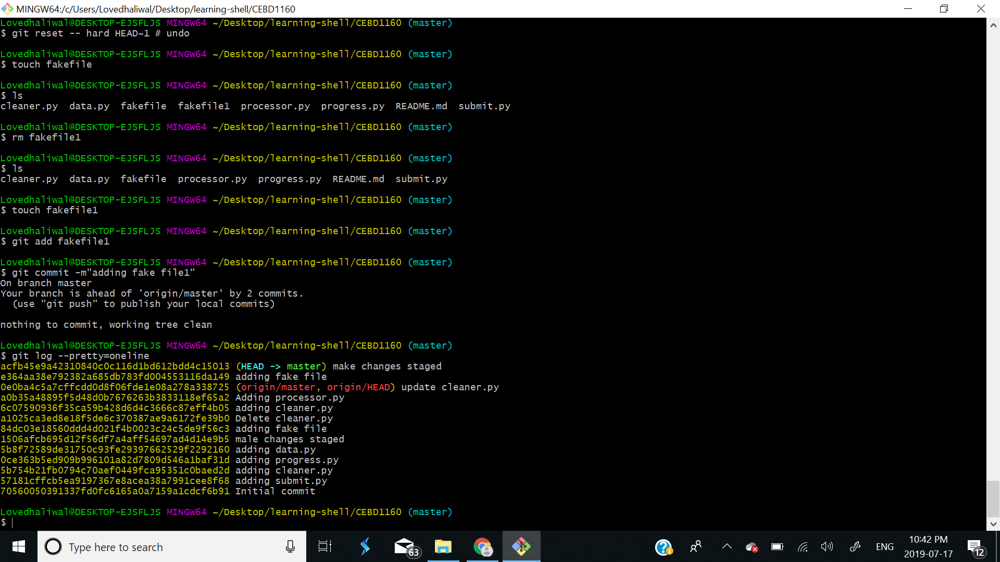 MINGW64:/c/Users/Lovedhaliwal/Desktop/learning-shell/CEBD1160
Lovedhaliwal@DESKTOP-EJSFLJS MINGW64 ~/Desktop/learning-shell/CEBD1160 (master)
$ git reset -- hard HEAD~1 # undo
Lovedhaliwal@DESKTOP-EJSFLJS MINGW64 ~/Desktop/learning-shell/CEBD1160 (master)
$ touch fakefile
Lovedhaliwal@DESKTOP-EJSFLJS MINGW64 ~/Desktop/learning-shell/CEBD1160 (master)
$ ls
cleaner.py  data.py  fakefile  fakefile1  processor.py  progress.py  README.md  submit.py
Lovedhaliwal@DESKTOP-EJSFLJS MINGW64 ~/Desktop/learning-shell/CEBD1160 (master)
$ rm fakefile1
Lovedhaliwal@DESKTOP-EJSFLJS MINGW64 ~/Desktop/learning-shell/CEBD1160 (master)
$ ls
cleaner.py  data.py  fakefile  processor.py  progress.py  README.md  submit.py
Lovedhaliwal@DESKTOP-EJSFLJS MINGW64 ~/Desktop/learning-shell/CEBD1160 (master)
$ touch fakefile1
Lovedhaliwal@DESKTOP-EJSFLJS MINGW64 ~/Desktop/learning-shell/CEBD1160 (master)
$ git add fakefile1
Lovedhaliwal@DESKTOP-EJSFLJS MINGW64 ~/Desktop/learning-shell/CEBD1160 (master)
$ git commit -m"adding fake file1"
On branch master
Your branch is ahead of 'origin/master' by 2 commits.
  (use "git push" to publish your local commits)
nothing to commit, working tree clean
Lovedhaliwal@DESKTOP-EJSFLJS MINGW64 ~/Desktop/learning-shell/CEBD1160 (master)
$ git log --pretty=oneline
acfb45e9a42310840c0c116d1bd612bdd4c15013 (HEAD -> master) make changes staged
e364aa38e792382a685db783fd004553116da149 adding fake file
0e0ba4c5a7cffcdd0d8f06fde1e08a278a338725 (origin/master, origin/HEAD) update cleaner.py
a0b35a48895f5d48d0b7676263b3833118ef65a2 Adding processor.py
6c07590936f35ca59b428d6d4c3666c87eff4b05 adding cleaner.py
a1025ca3ed8e18f5de6c370387ae9a6172fe39b0 Delete cleaner.py
84dc03e18560ddd4d021f4b0023c24c5de9f56c3 adding fake file
1506afcb695d12f56df7a4aff54697ad4d14e9b5 male changes staged
5b8f72589de31750c93fe29397662529f2292160 adding data.py
0ce363b5ed909b996101a82d7809d546a1baf31d adding progress.py
5b754b21fb0794c70aef0449fca95351c0baed2d adding cleaner.py
57181cffcb5ea9197367e8acea38a7991cee8f68 adding submit.py
70560050391337fd0fc6165a0a7159a1cdcf6b91 Initial commit
Lovedhaliwal@DESKTOP-EJSFLJS MINGW64 ~/Desktop/learning-shell/CEBD1160 (master)
$
Type here to search
63
ENG
10:42 PM
2019-07-17
12